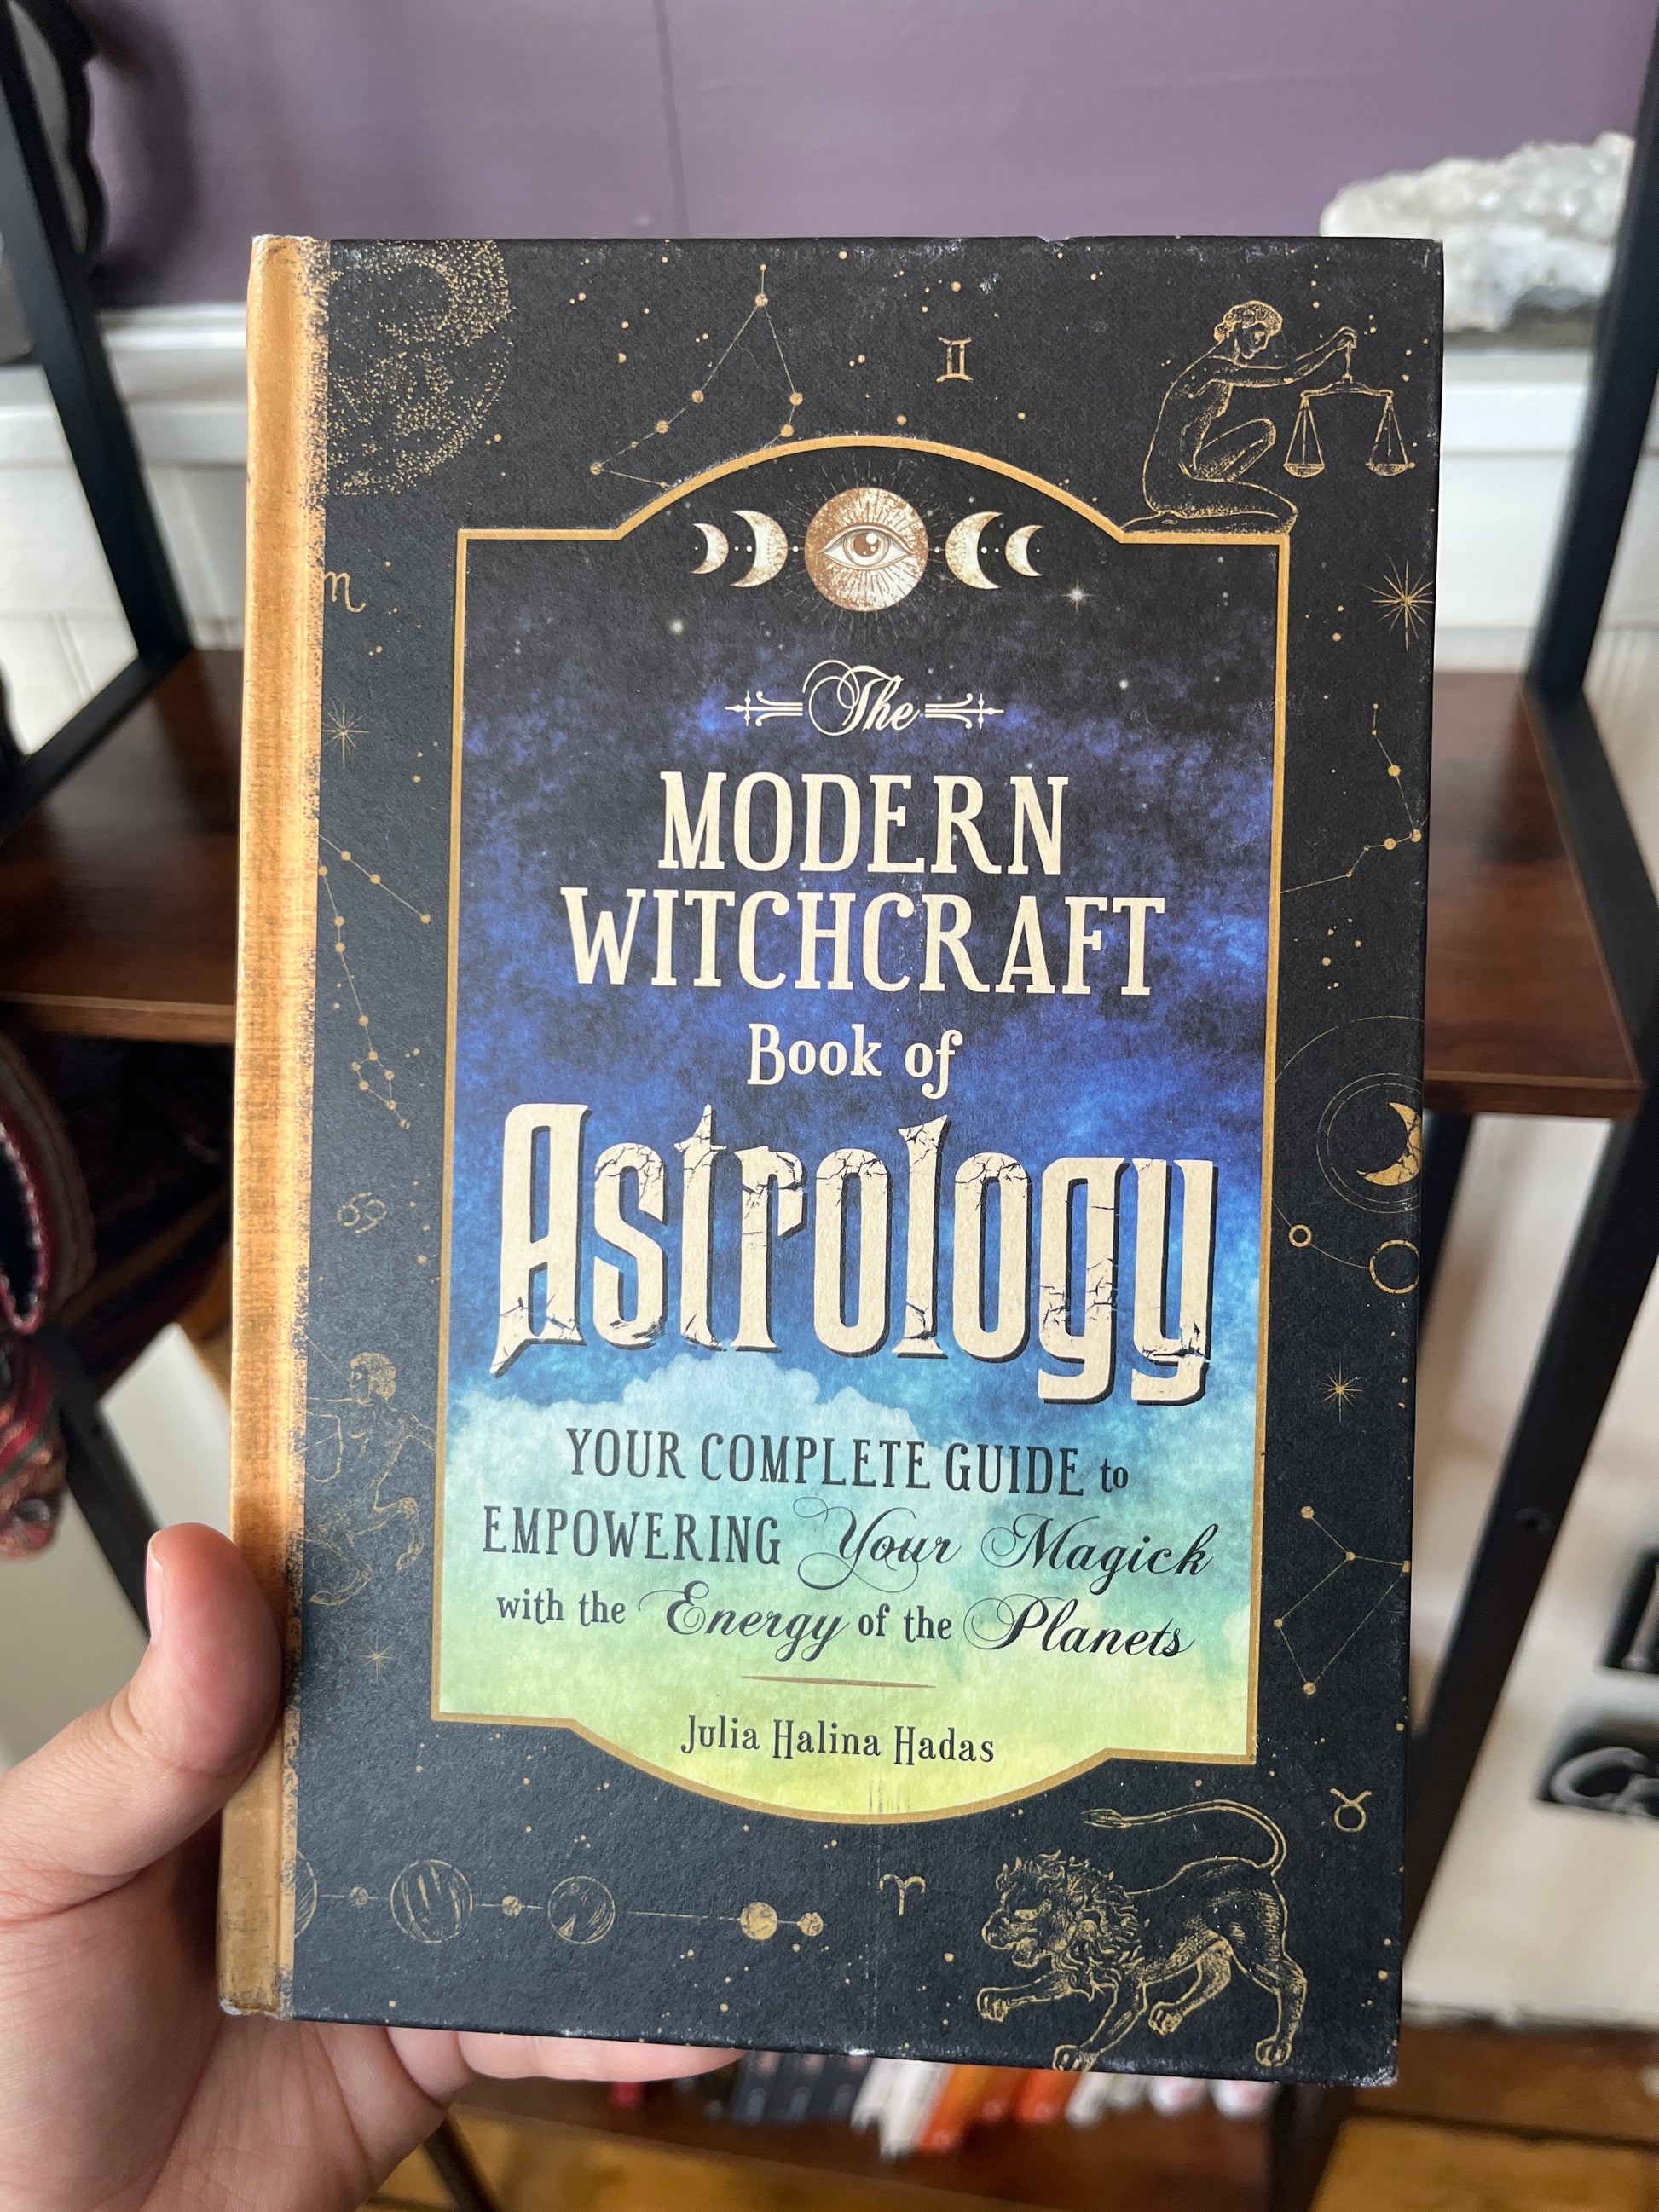 The
MODERN
WITCHCRAFT
Book of
Astrology
YOUR COMPLETE GUIDE to
EMPOWERING Your Magick
with the Energy of the Planets
Julia Halina Hadas